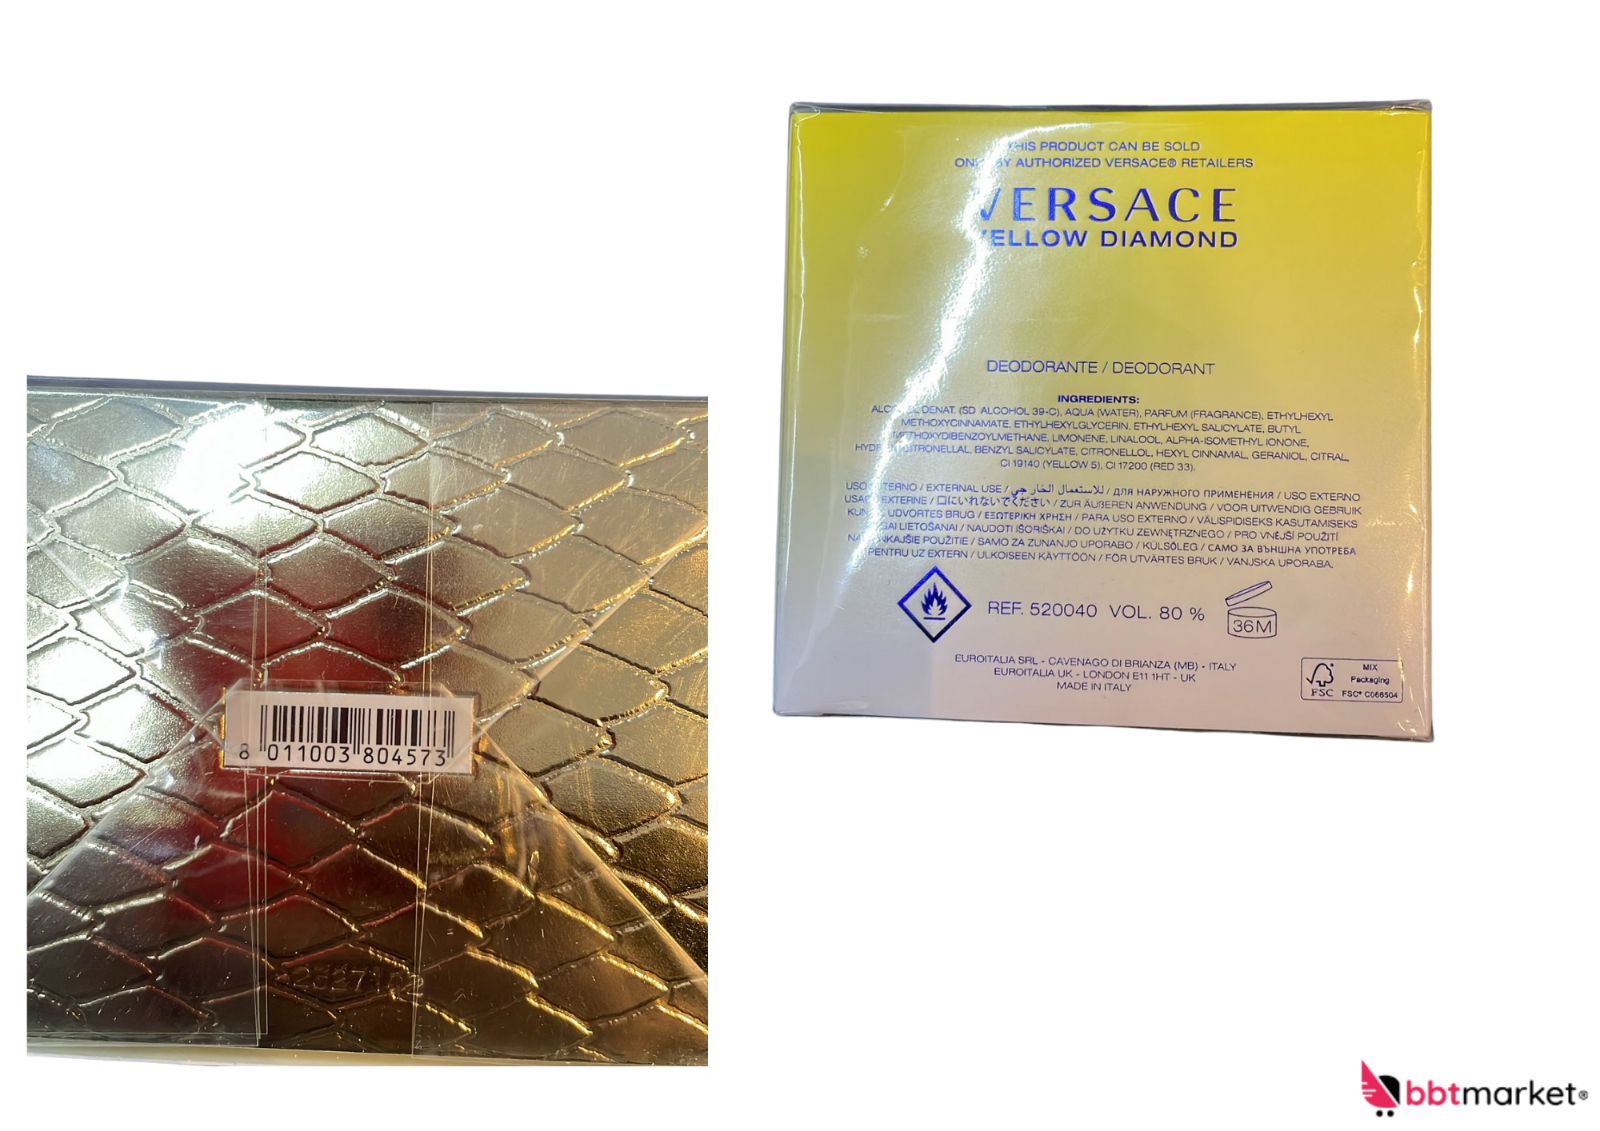 THIS PRODUCT CAN BE SOLD
ONLY BY AUTHORIZED VERSACE® RETAILERS
VERSACE
YELLOW DIAMOND
DEODORANTE / DEODORANT
INGREDIENTS:
ALCOHOL DENAT. (SD ALCOHOL 39-C), AQUA (WATER), PARFUM (FRAGRANCE), ETHYLHEXYL
METHOXYCINNAMATE, ETHYLHEXYLGLYCERIN, ETHYLHEXYL SALICYLATE, BUTYL
METHOXYDIBENZOYLMETHANE, LIMONENE, LINALOOL, ALPHA-ISOMETHYL IONONE,
HYDROXYCITRONELLAL, BENZYL SALICYLATE, CITRONELLOL, HEXYL CINNAMAL, GERANIOL, CITRAL,
CI 19140 (YELLOW 5), CI 17200 (RED 33).
USO ESTERNO / EXTERNAL USE / للاستعمال الخارجي / ДЛЯ НАРУЖНОГО ПРИМЕНЕНИЯ / USO EXTERNO
USAGE EXTERNE / 口にいれないでください / ZUR ÄUßEREN ANWENDUNG / VOOR UITWENDIG GEBRUIK
KUN TIL UDVORTES BRUG / ΕΞΩΤΕΡΙΚΗ ΧΡΗΣΗ / PARA USO EXTERNO / VÄLISPIDISEKS KASUTAMISEKS
LIETOŠANAI / NAUDOTI IŠORIŠKAI / DO UŻYTKU ZEWNĘTRZNEGO / PRO VNĚJŠÍ POUŽITÍ
NA VONKAJŠIE POUŽITIE / SAMO ZA ZUNANJO UPORABO / KÜLSŐLEG / САМО ЗА ВЪНШНА УПОТРЕБА
PENTRU UZ EXTERN / ULKOISEEN KÄYTTÖÖN / FÖR UTVÄRTES BRUK / VANJSKA UPORABA.
REF. 520040 VOL. 80 %
36M
EUROITALIA SRL - CAVENAGO DI BRIANZA (MB) - ITALY
EUROITALIA UK - LONDON E11 1HT - UK
MADE IN ITALY
FSC
MIX
Packaging
FSC® C066504
8 011003 804573
bbtmarket®